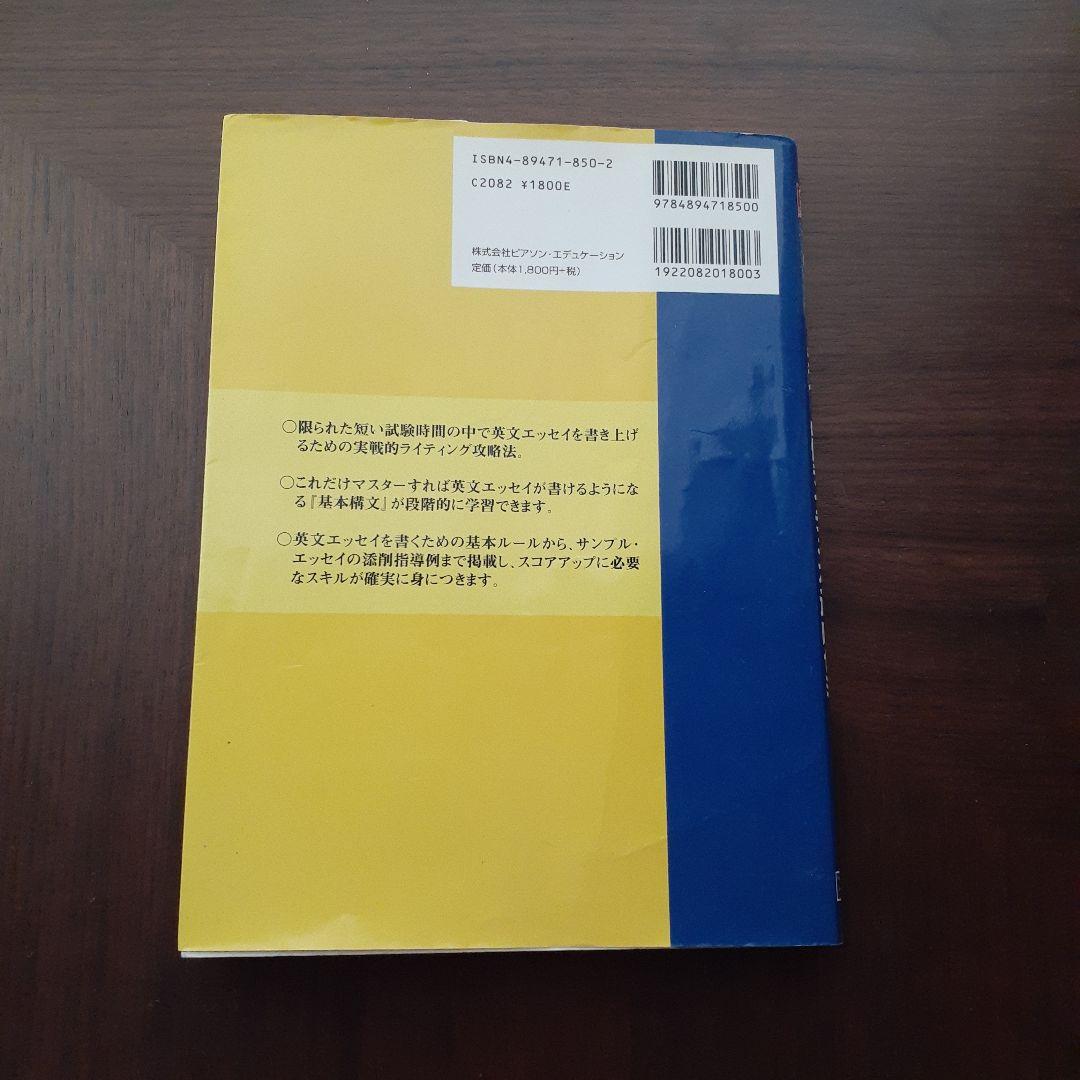 ISBN4-89471-850-2
C2082 ¥1800E
9784894718500
株式会社ピアソン・エデュケーション
定価(本体1,800円+税)
1922082018003
○限られた短い試験時間の中で英文エッセイを書き上げ
るための実戦的ライティング攻略法。
○これだけマスターすれば英文エッセイが書けるようにな
る『基本構文』が段階的に学習できます。
○英文エッセイを書くための基本ルールから、サンプル・
エッセイの添削指導例まで掲載し、スコアアップに必要
なスキルが確実に身につきます。